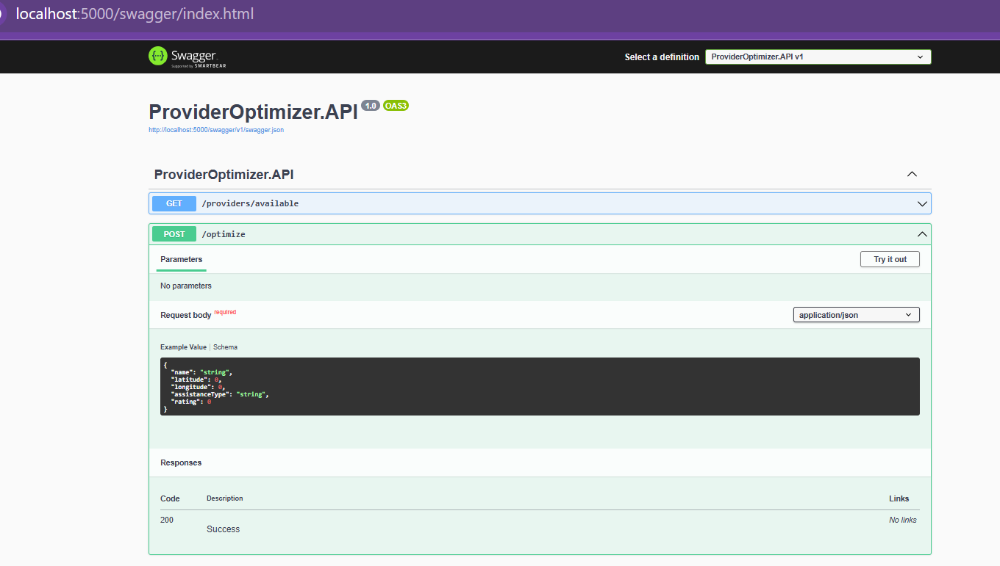 localhost:5000/swagger/index.html
{...} Swagger.
Supported by SMARTBEAR
Select a definition
ProviderOptimizer.API v1
ProviderOptimizer.API 1.0 OAS3
http://localhost:5000/swagger/v1/swagger.json
ProviderOptimizer.API
GET /providers/available
POST /optimize
Parameters
Try it out
No parameters
Request body required
application/json
Example Value | Schema
{
  "name": "string",
  "latitude": 0,
  "longitude": 0,
  "assistanceType": "string",
  "rating": 0
}
Responses
Code Description Links
200 Success No links